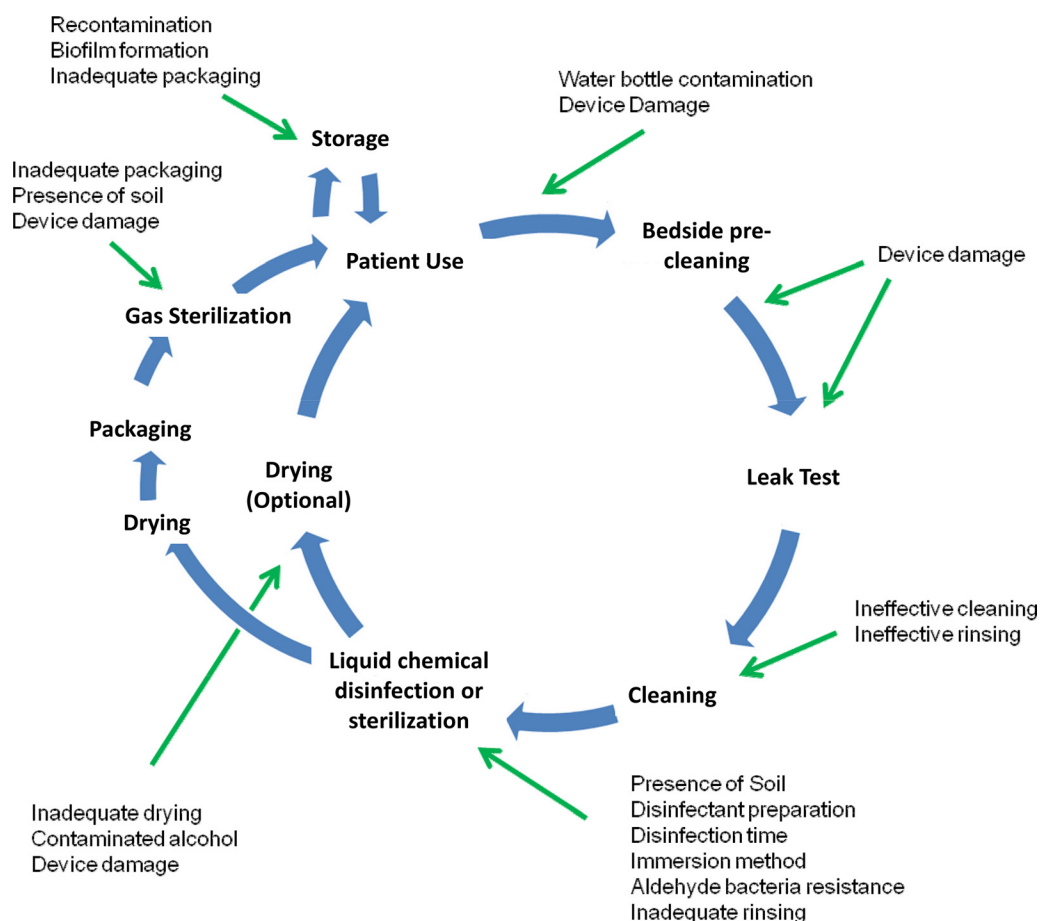 Recontamination
Biofilm formation
Inadequate packaging
Water bottle contamination
Device Damage
Storage
Inadequate packaging
Presence of soil
Device damage
Patient Use
Bedside pre-
cleaning
Device damage
Gas Sterilization
Packaging
Drying
(Optional)
Leak Test
Drying
Ineffective cleaning
Ineffective rinsing
Liquid chemical
disinfection or
sterilization
Cleaning
Inadequate drying
Contaminated alcohol
Device damage
Presence of Soil
Disinfectant preparation
Disinfection time
Immersion method
Aldehyde bacteria resistance
Inadequate rinsing